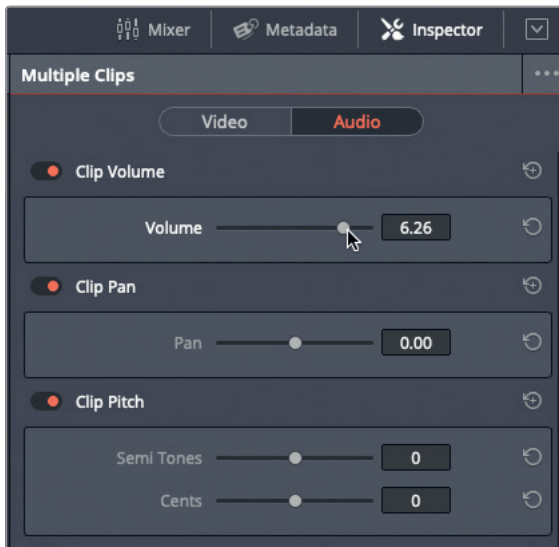 Mixer Metadata Inspector
Multiple Clips
Video Audio
Clip Volume
Volume 6.26
Clip Pan
Pan 0.00
Clip Pitch
Semi Tones 0
Cents 0